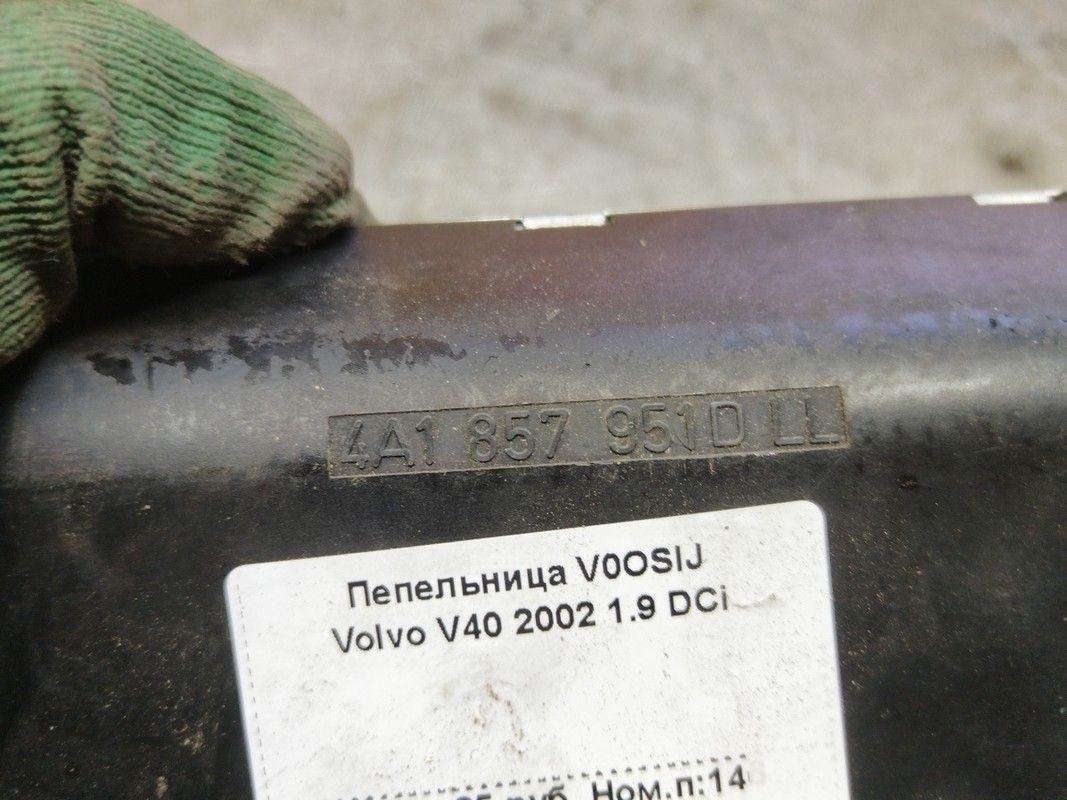 4A1 857 951D LL
Пепельница V0OSIJ
Volvo V40 2002 1.9 DCi
Ном.п:14